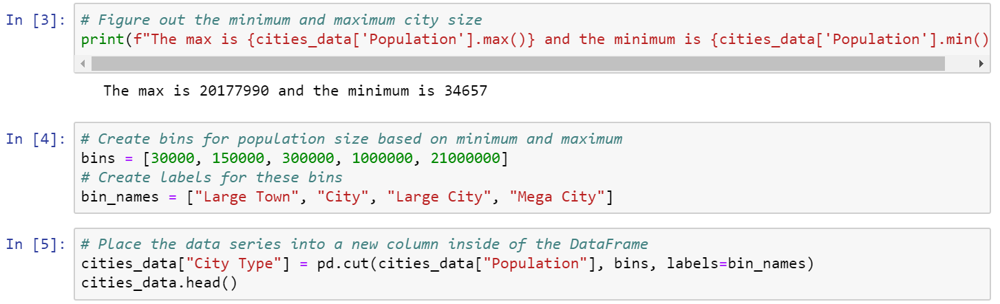 In [3]:
# Figure out the minimum and maximum city size
print(f"The max is {cities_data['Population'].max()} and the minimum is {cities_data['Population'].min()
The max is 20177990 and the minimum is 34657
In [4]:
# Create bins for population size based on minimum and maximum
bins = [30000, 150000, 300000, 1000000, 21000000]
# Create labels for these bins
bin_names = ["Large Town", "City", "Large City", "Mega City"]
In [5]:
# Place the data series into a new column inside of the DataFrame
cities_data["City Type"] = pd.cut(cities_data["Population"], bins, labels=bin_names)
cities_data.head()